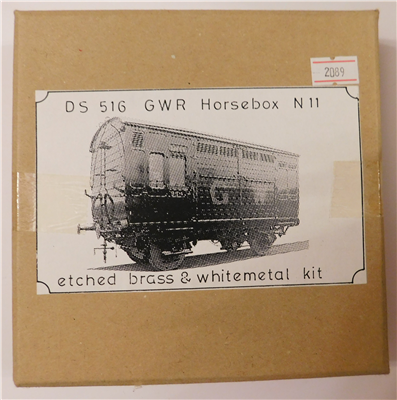 2089
DS 516 GWR Horsebox N11
G W
etched brass & whitemetal kit